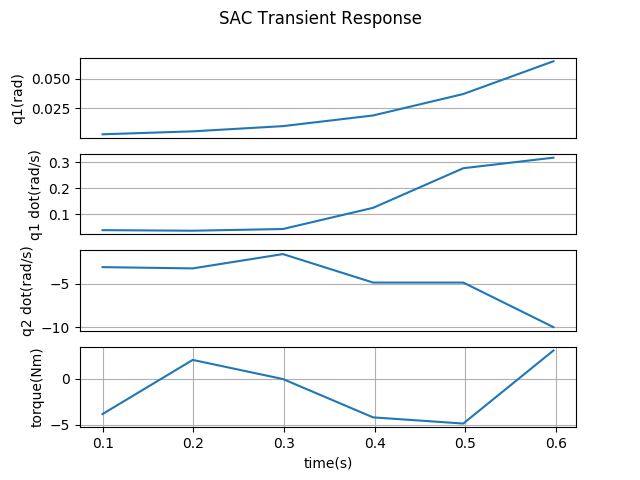 SAC Transient Response
q1(rad)
0.050
0.025
q1 dot(rad/s)
0.3
0.2
0.1
q2 dot(rad/s)
−5
−10
torque(Nm)
0
−5
0.1 0.2 0.3 0.4 0.5 0.6
time(s)